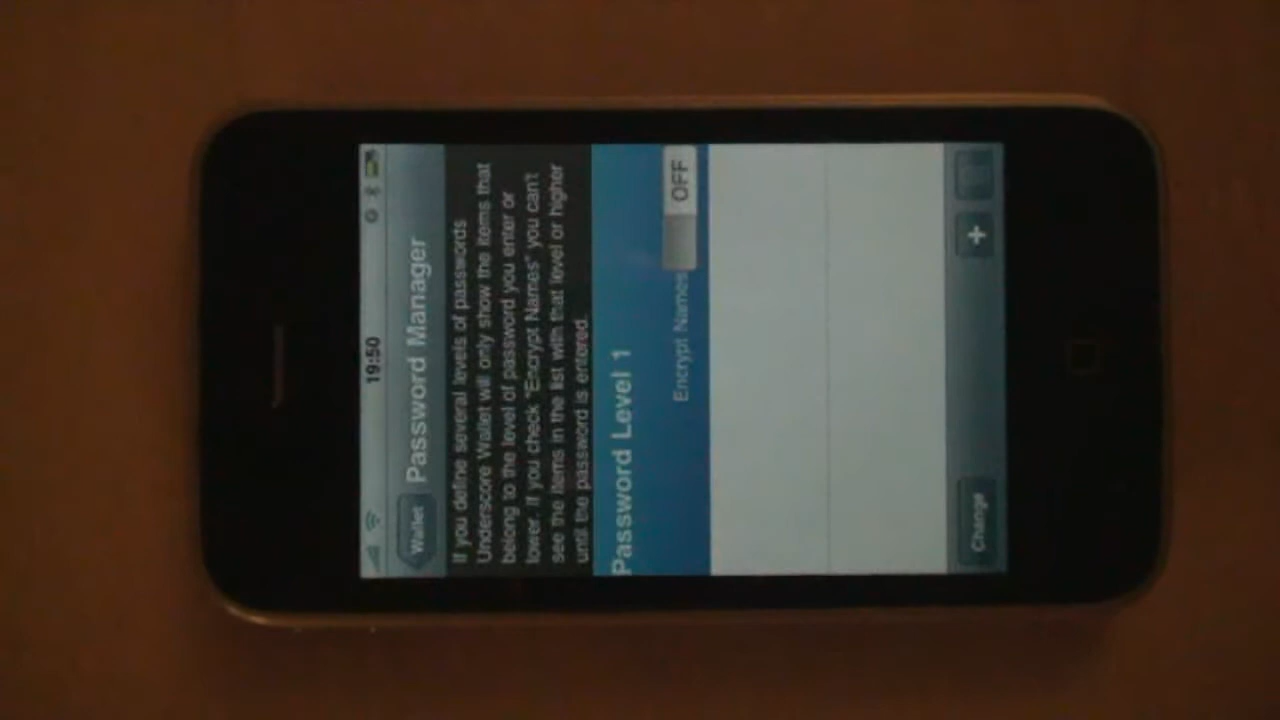 19:50
Wallet
Password Manager
If you define several levels of passwords
Underscore Wallet will only show the items that
belong to the level of password you enter or
lower. If you check "Encrypt Names" you can't
see the items in the list with that level or higher
until the password is entered.
Password Level 1
Encrypt Names OFF
Change +